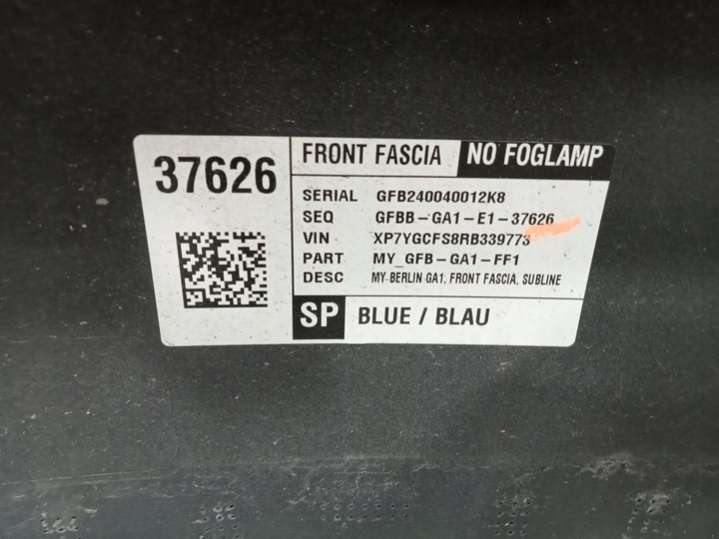 37626
FRONT FASCIA NO FOGLAMP
SERIAL GFB240040012K8
SEQ GFBB-GA1-E1-37626
VIN XP7YGCFS8RB339773
PART MY_GFB-GA1-FF1
DESC MY-BERLIN GA1, FRONT FASCIA, SUBLINE
SP BLUE / BLAU